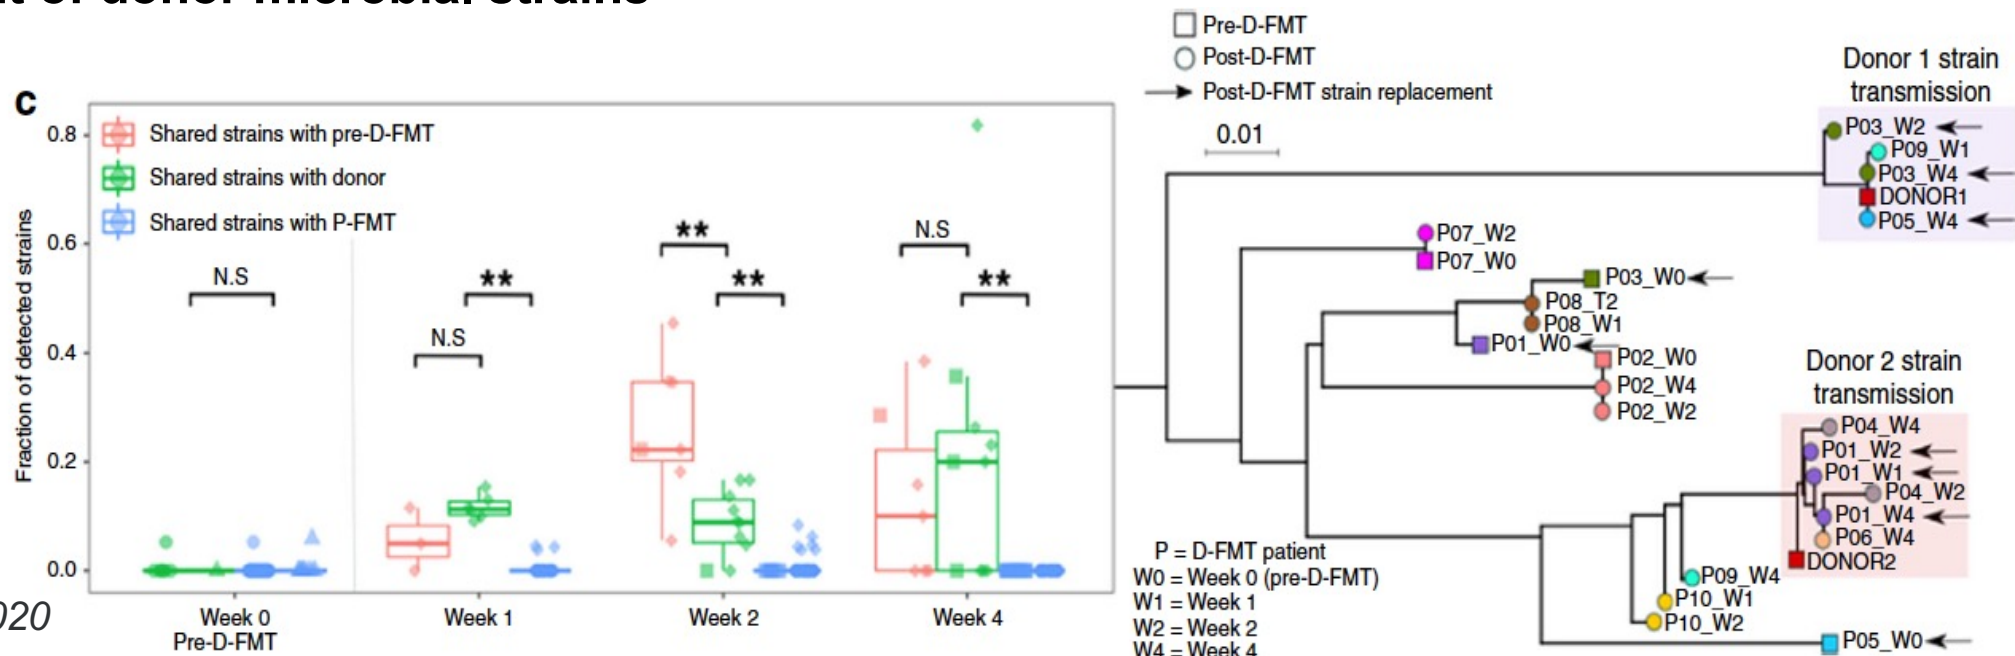 of donor microbial strains
c
Fraction of detected strains
0.8
0.6
0.4
0.2
0.0
Shared strains with pre-D-FMT
Shared strains with donor
Shared strains with P-FMT
N.S
N.S
**
**
**
N.S
**
Week 0
Pre-D-FMT
Week 1
Week 2
Week 4
020
Pre-D-FMT
Post-D-FMT
Post-D-FMT strain replacement
0.01
Donor 1 strain
transmission
P03_W2
P09_W1
P03_W4
DONOR1
P05_W4
P07_W2
P07_W0
P03_W0
P08_T2
P08_W1
P01_W0
P02_W0
P02_W4
P02_W2
Donor 2 strain
transmission
P04_W4
P01_W2
P01_W1
P04_W2
P01_W4
P06_W4
DONOR2
P09_W4
P10_W1
P10_W2
P05_W0
P = D-FMT patient
W0 = Week 0 (pre-D-FMT)
W1 = Week 1
W2 = Week 2
W4 = Week 4